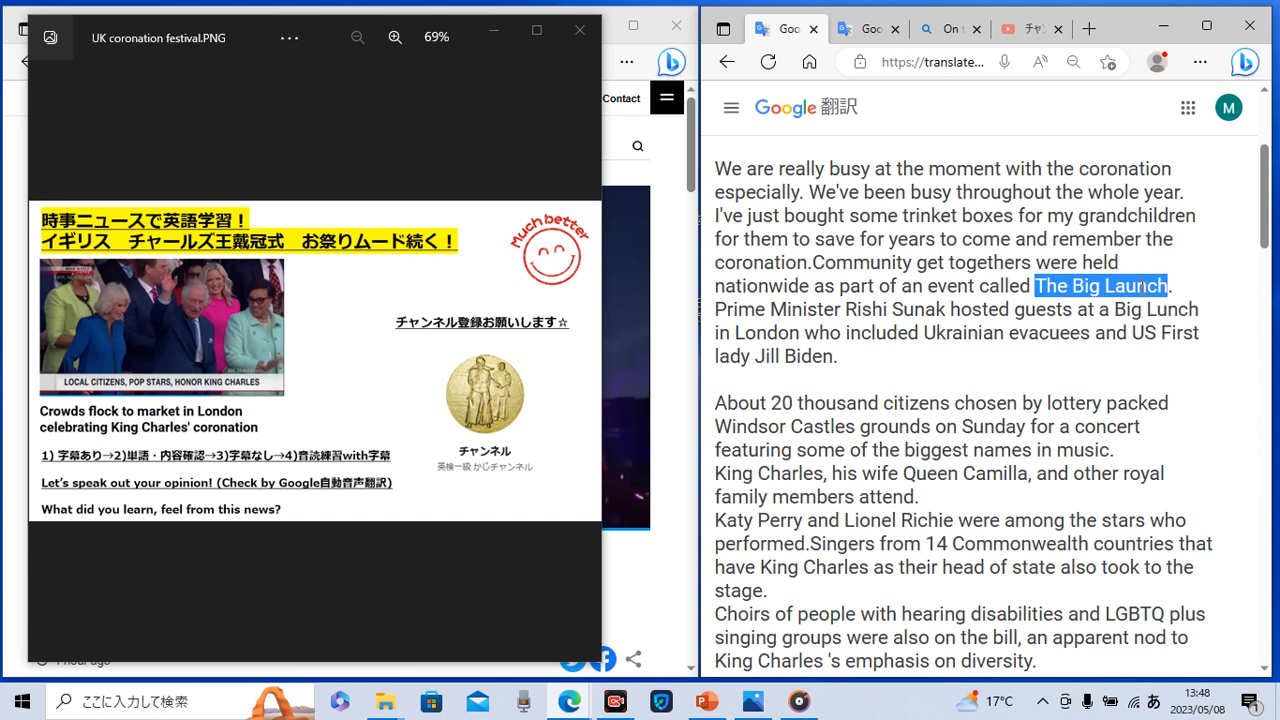 UK coronation festival.PNG
69%
Contact
時事ニュースで英語学習！
イギリス　チャールズ王戴冠式　お祭りムード続く！
Much better
チャンネル登録お願いします☆
LOCAL CITIZENS, POP STARS, HONOR KING CHARLES
Crowds flock to market in London
celebrating King Charles' coronation
チャンネル
英検一級 かじチャンネル
1) 字幕あり→2)単語・内容確認→3)字幕なし→4)音読練習with字幕
Let's speak out your opinion! (Check by Google自動音声翻訳)
What did you learn, feel from this news?
1 hour ago
Goo
Goo
On t
チャン
https://translate...
Google 翻訳
M
We are really busy at the moment with the coronation
especially. We've been busy throughout the whole year.
I've just bought some trinket boxes for my grandchildren
for them to save for years to come and remember the
coronation.Community get togethers were held
nationwide as part of an event called The Big Launch.
Prime Minister Rishi Sunak hosted guests at a Big Lunch
in London who included Ukrainian evacuees and US First
lady Jill Biden.
About 20 thousand citizens chosen by lottery packed
Windsor Castles grounds on Sunday for a concert
featuring some of the biggest names in music.
King Charles, his wife Queen Camilla, and other royal
family members attend.
Katy Perry and Lionel Richie were among the stars who
performed.Singers from 14 Commonwealth countries that
have King Charles as their head of state also took to the
stage.
Choirs of people with hearing disabilities and LGBTQ plus
singing groups were also on the bill, an apparent nod to
King Charles 's emphasis on diversity.
ここに入力して検索
17°C
あ
13:48
2023/05/08
1